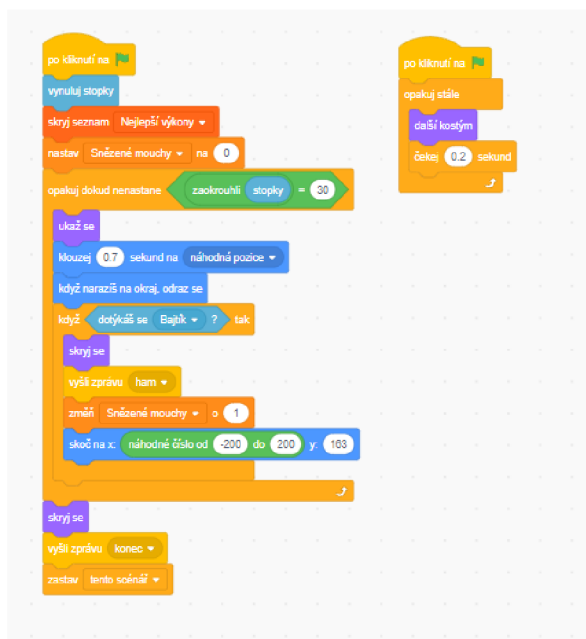 po kliknutí na
vynuluj stopky
skryj seznam Nejlepší výkony
nastav Snězené mouchy na 0
opakuj dokud nenastane zaokrouhli stopky = 30
ukaž se
klouzej 0.7 sekund na náhodná pozice
když narazíš na okraj, odraz se
když dotýkáš se Bajtík ? tak
skryj se
vyšli zprávu ham
změň Snězené mouchy o 1
skoč na x: náhodné číslo od -200 do 200 y: 163
skryj se
vyšli zprávu konec
zastav tento scénář
po kliknutí na
opakuj stále
další kostým
čekej 0.2 sekund